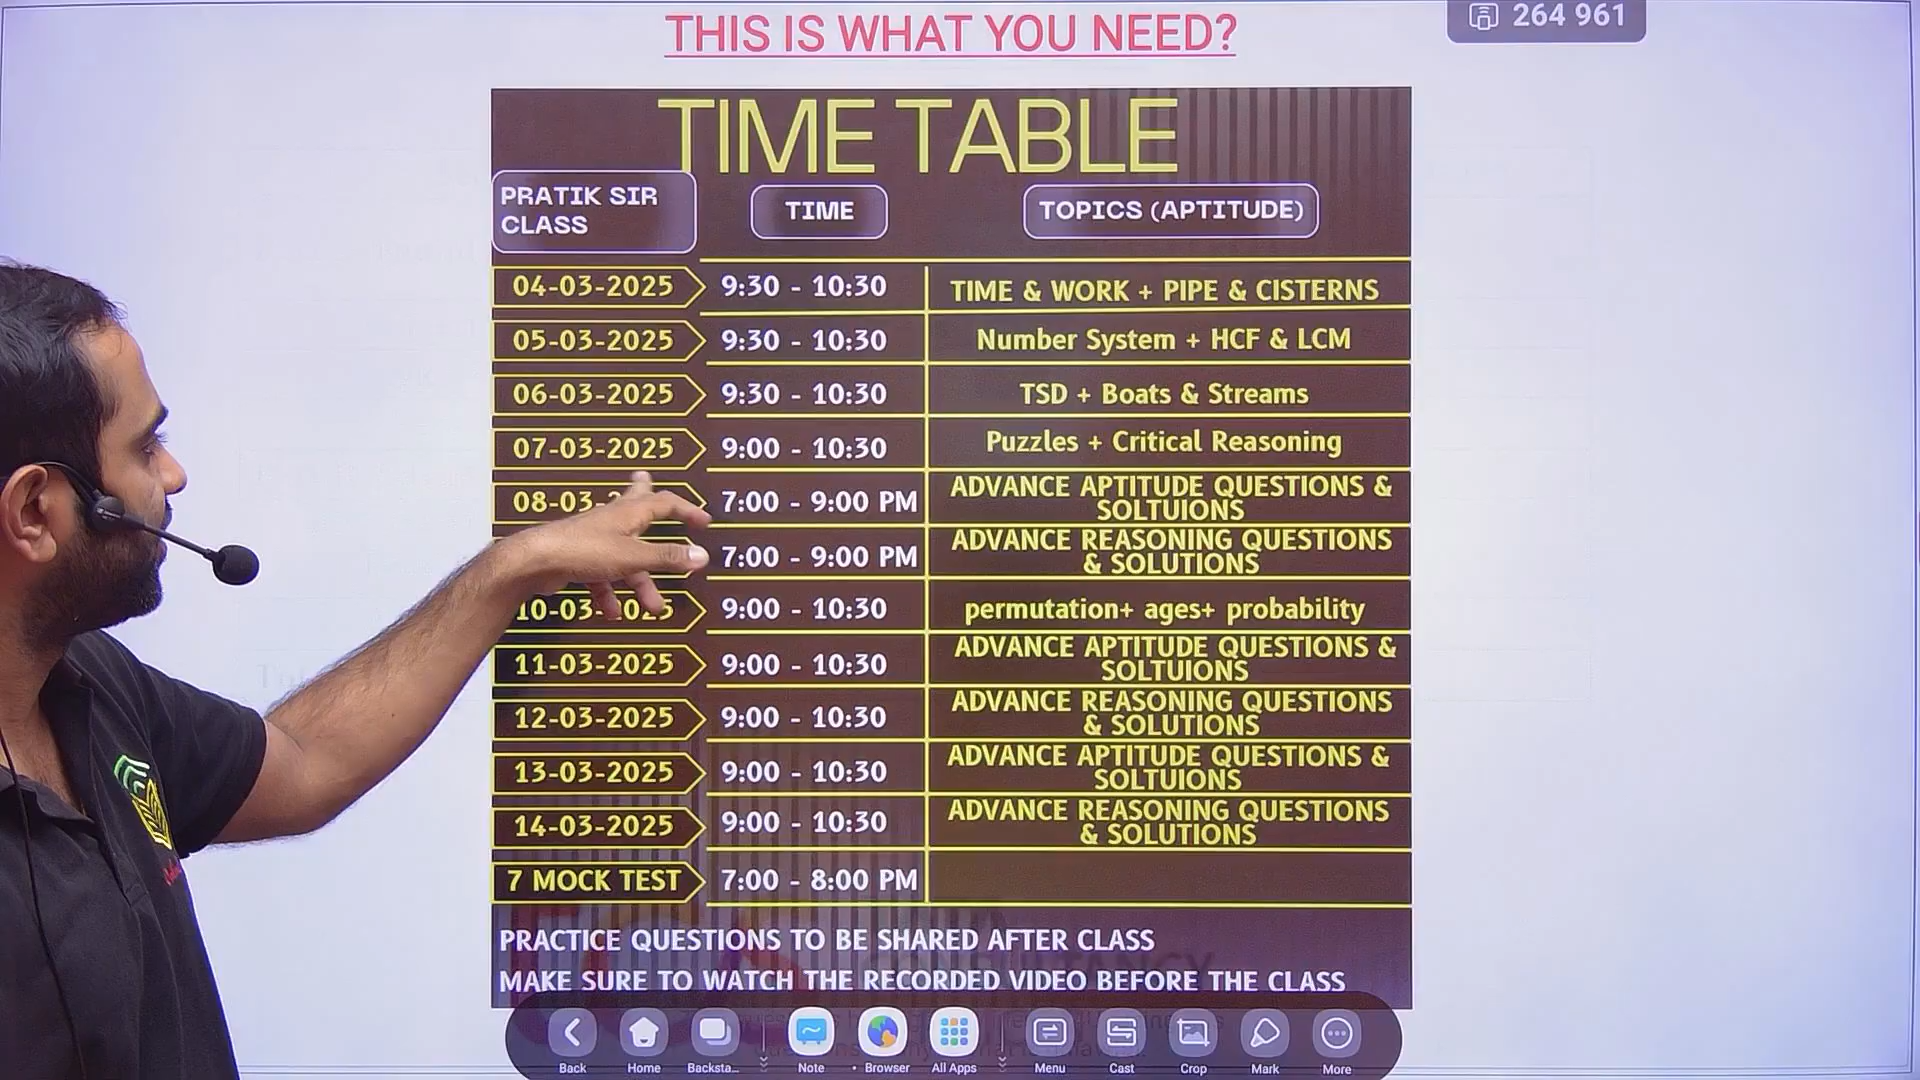 THIS IS WHAT YOU NEED?
264 961
TIME TABLE
PRATIK SIR
CLASS
TIME
TOPICS (APTITUDE)
04-03-2025 9:30 - 10:30 TIME & WORK + PIPE & CISTERNS
05-03-2025 9:30 - 10:30 Number System + HCF & LCM
06-03-2025 9:30 - 10:30 TSD + Boats & Streams
07-03-2025 9:00 - 10:30 Puzzles + Critical Reasoning
08-03-2 7:00 - 9:00 PM ADVANCE APTITUDE QUESTIONS &
SOLTUIONS
7:00 - 9:00 PM ADVANCE REASONING QUESTIONS
& SOLUTIONS
10-03-2025 9:00 - 10:30 permutation+ ages+ probability
11-03-2025 9:00 - 10:30 ADVANCE APTITUDE QUESTIONS &
SOLTUIONS
12-03-2025 9:00 - 10:30 ADVANCE REASONING QUESTIONS
& SOLUTIONS
13-03-2025 9:00 - 10:30 ADVANCE APTITUDE QUESTIONS &
SOLTUIONS
14-03-2025 9:00 - 10:30 ADVANCE REASONING QUESTIONS
& SOLUTIONS
7 MOCK TEST 7:00 - 8:00 PM
PRACTICE QUESTIONS TO BE SHARED AFTER CLASS
MAKE SURE TO WATCH THE RECORDED VIDEO BEFORE THE CLASS
Back Home Backsta... Note Browser All Apps Menu Cast Crop Mark More